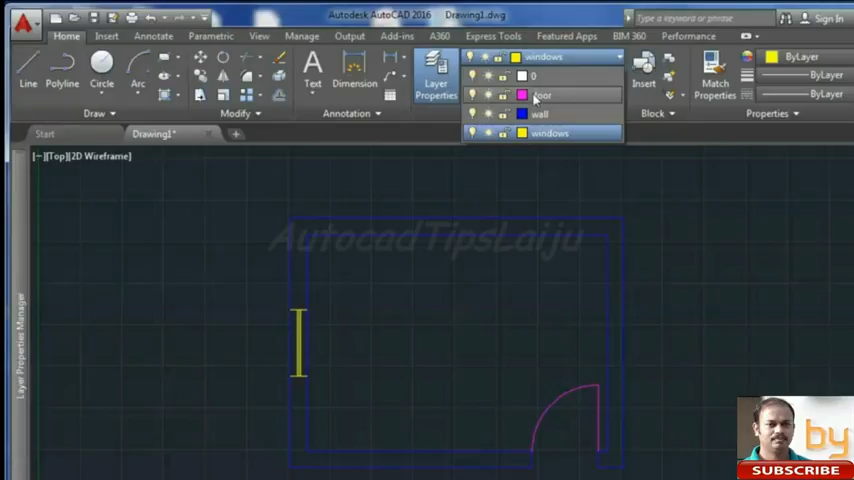 Autodesk AutoCAD 2016 Drawing1.dwg
Type a keyword or phrase
Sign In
Home Insert Annotate Parametric View Manage Output Add-ins A360 Express Tools Featured Apps BIM 360 Performance
Line Polyline
Text Dimension
Layer Properties
windows
0
door
wall
windows
Insert
Match Properties
ByLayer
ByLayer
ByLayer
Draw Modify Annotation Block Properties
Start Drawing1*
[−][Top][2D Wireframe]
AutocadTipsLaiju
Layer Properties Manager
by
SUBSCRIBE